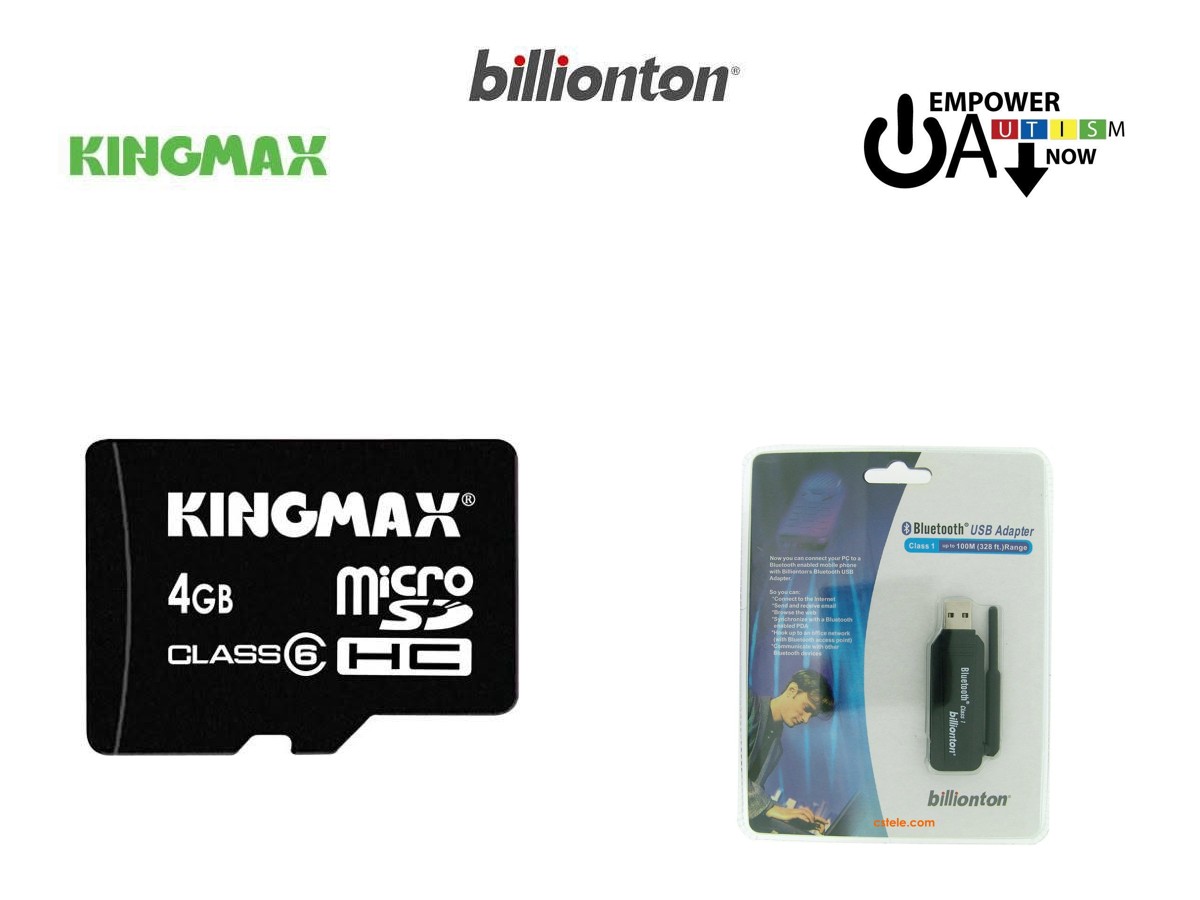 billionton®
EMPOWER
AUTISM
NOW
KINGMAX
KINGMAX®
4GB
micro
SD
CLASS 6
HC
Bluetooth® USB Adapter
Class 1 up to 100M (328 ft.)Range
Now you can connect your PC to a
Bluetooth enabled mobile phone
with Billionton's Bluetooth USB
Adapter.
So you can:
*Connect to the Internet
*Send and recieve email
*Browse the web
*Synchronize with a Bluetooth
enabled PDA
*Hook up to an office network
(with Bluetooth access point)
*Communicate with other
Bluetooth devices
Bluetooth® Class 1
billionton®
billionton®
cstele.com